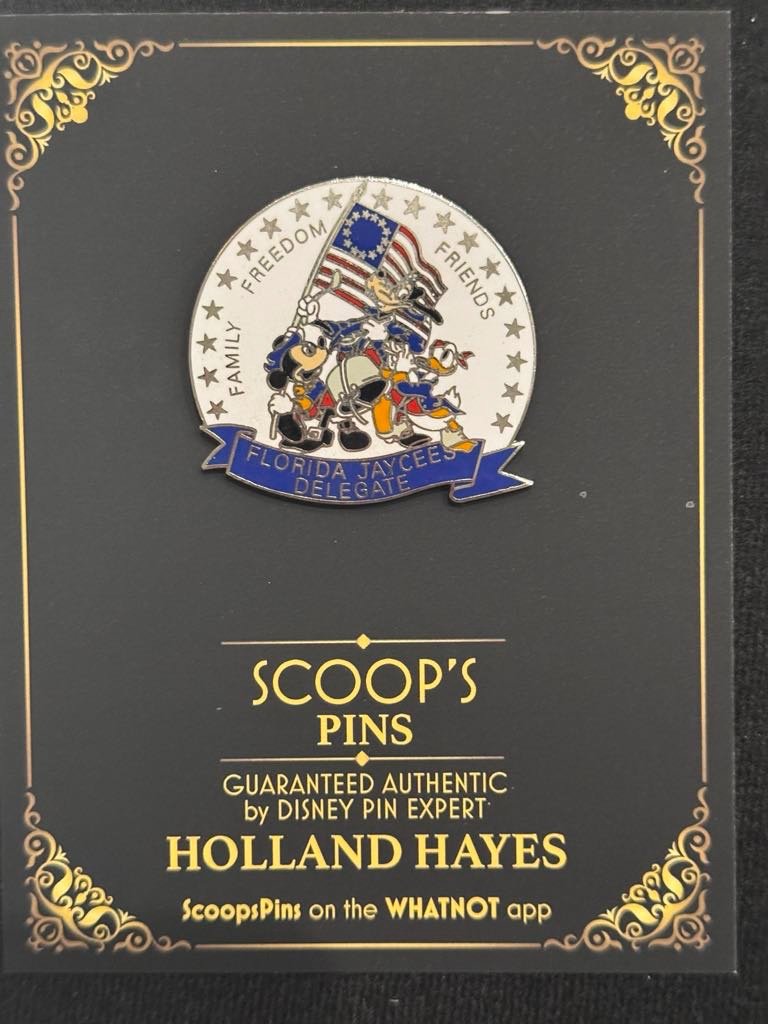 FAMILY FREEDOM FRIENDS
FLORIDA JAYCEES
DELEGATE
SCOOP'S
PINS
GUARANTEED AUTHENTIC
by DISNEY PIN EXPERT
HOLLAND HAYES
ScoopsPins on the WHATNOT app